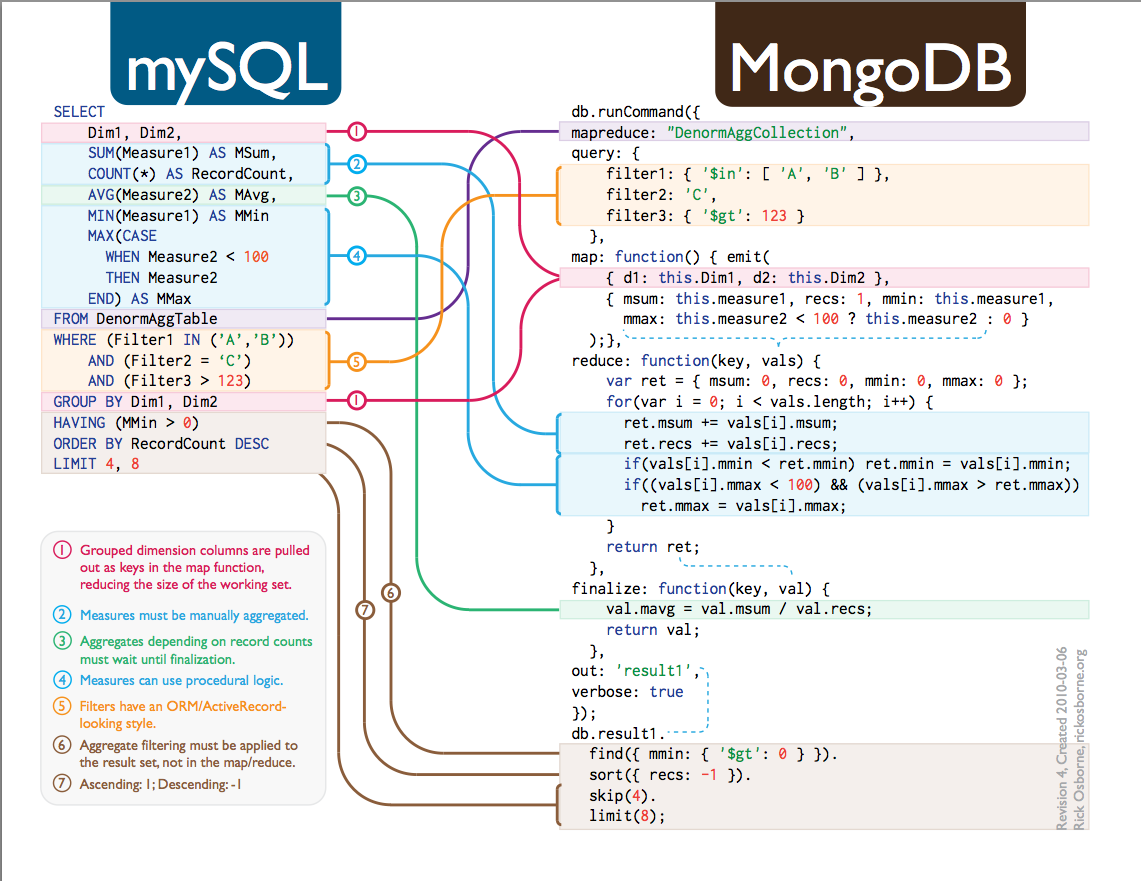 mySQL
SELECT
Dim1, Dim2,
SUM(Measure1) AS MSum,
COUNT(*) AS RecordCount,
AVG(Measure2) AS MAvg,
MIN(Measure1) AS MMin
MAX(CASE
WHEN Measure2 < 100
THEN Measure2
END) AS MMax
FROM DenormAggTable
WHERE (Filter1 IN ('A','B'))
AND (Filter2 = ‘C’)
AND (Filter3 > 123)
GROUP BY Dim1, Dim2
HAVING (MMin > 0)
ORDER BY RecordCount DESC
LIMIT 4, 8
1
2
3
4
5
1
6
7
MongoDB
db.runCommand({
mapreduce: "DenormAggCollection",
query: {
filter1: { '$in': [ 'A', 'B' ] },
filter2: 'C',
filter3: { '$gt': 123 }
},
map: function() { emit(
{ d1: this.Dim1, d2: this.Dim2 },
{ msum: this.measure1, recs: 1, mmin: this.measure1,
mmax: this.measure2 < 100 ? this.measure2 : 0 }
);},
reduce: function(key, vals) {
var ret = { msum: 0, recs: 0, mmin: 0, mmax: 0 };
for(var i = 0; i < vals.length; i++) {
ret.msum += vals[i].msum;
ret.recs += vals[i].recs;
if(vals[i].mmin < ret.mmin) ret.mmin = vals[i].mmin;
if((vals[i].mmax < 100) && (vals[i].mmax > ret.mmax))
ret.mmax = vals[i].mmax;
}
return ret;
},
finalize: function(key, val) {
val.mavg = val.msum / val.recs;
return val;
},
out: 'result1',
verbose: true
});
db.result1.
find({ mmin: { '$gt': 0 } }).
sort({ recs: -1 }).
skip(4).
limit(8);
1 Grouped dimension columns are pulled
out as keys in the map function,
reducing the size of the working set.
2 Measures must be manually aggregated.
3 Aggregates depending on record counts
must wait until finalization.
4 Measures can use procedural logic.
5 Filters have an ORM/ActiveRecord-
looking style.
6 Aggregate filtering must be applied to
the result set, not in the map/reduce.
7 Ascending: 1; Descending: -1
Revision 4, Created 2010-03-06
Rick Osborne, rickosborne.org